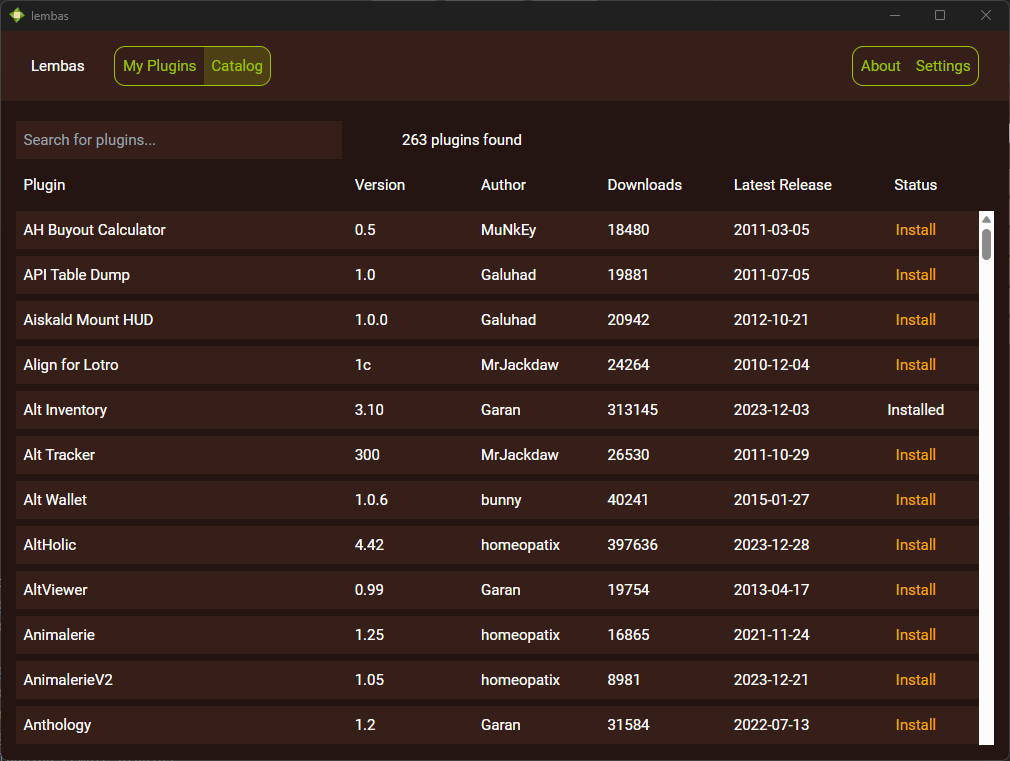 lembas
Lembas My Plugins Catalog About Settings
Search for plugins... 263 plugins found
Plugin Version Author Downloads Latest Release Status
AH Buyout Calculator 0.5 MuNkEy 18480 2011-03-05 Install
API Table Dump 1.0 Galuhad 19881 2011-07-05 Install
Aiskald Mount HUD 1.0.0 Galuhad 20942 2012-10-21 Install
Align for Lotro 1c MrJackdaw 24264 2010-12-04 Install
Alt Inventory 3.10 Garan 313145 2023-12-03 Installed
Alt Tracker 300 MrJackdaw 26530 2011-10-29 Install
Alt Wallet 1.0.6 bunny 40241 2015-01-27 Install
AltHolic 4.42 homeopatix 397636 2023-12-28 Install
AltViewer 0.99 Garan 19754 2013-04-17 Install
Animalerie 1.25 homeopatix 16865 2021-11-24 Install
AnimalerieV2 1.05 homeopatix 8981 2023-12-21 Install
Anthology 1.2 Garan 31584 2022-07-13 Install